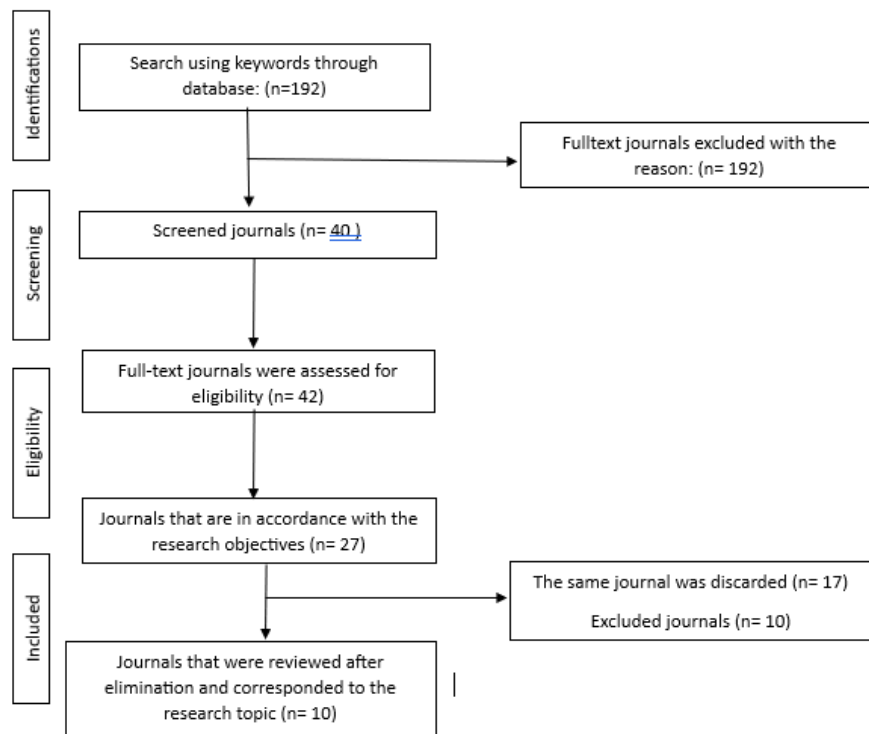 Identifications
Search using keywords through
database: (n=192)
Fulltext journals excluded with the
reason: (n= 192)
Screening
Screened journals (n= 40 )
Full-text journals were assessed for
eligibility (n= 42)
Eligibility
Journals that are in accordance with the
research objectives (n= 27)
The same journal was discarded (n= 17)
Excluded journals (n= 10)
Included
Journals that were reviewed after
elimination and corresponded to the
research topic (n= 10)